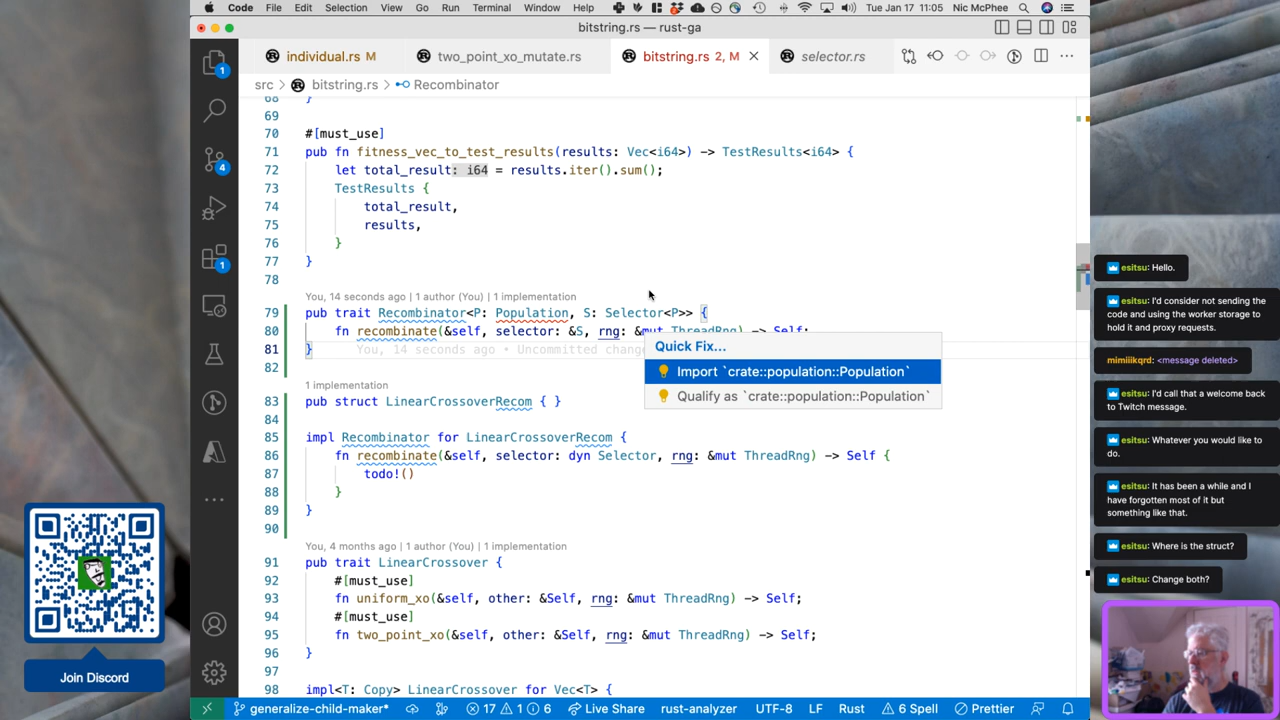 Code File Edit Selection View Go Run Terminal Window Help Tue Jan 17 11:05 Nic McPhee
bitstring.rs — rust-ga
individual.rs M two_point_xo_mutate.rs bitstring.rs 2, M selector.rs
src > bitstring.rs > Recombinator
68 }
69
70 #[must_use]
71 pub fn fitness_vec_to_test_results(results: Vec<i64>) -> TestResults<i64> {
72 let total_result: i64 = results.iter().sum();
73 TestResults {
74 total_result,
75 results,
76 }
77 }
78
You, 14 seconds ago | 1 author (You) | 1 implementation
79 pub trait Recombinator<P: Population, S: Selector<P>> {
80 fn recombinate(&self, selector: &S, rng: &mut ThreadRng) -> Self;
81 } You, 14 seconds ago • Uncommitted change
Quick Fix...
Import `crate::population::Population`
Qualify as `crate::population::Population`
82
1 implementation
83 pub struct LinearCrossoverRecom { }
84
85 impl Recombinator for LinearCrossoverRecom {
86 fn recombinate(&self, selector: dyn Selector, rng: &mut ThreadRng) -> Self {
87 todo!()
88 }
89 }
90
You, 4 months ago | 1 author (You) | 1 implementation
91 pub trait LinearCrossover {
92 #[must_use]
93 fn uniform_xo(&self, other: &Self, rng: &mut ThreadRng) -> Self;
94 #[must_use]
95 fn two_point_xo(&self, other: &Self, rng: &mut ThreadRng) -> Self;
96 }
97
98 impl<T: Copy> LinearCrossover for Vec<T> {
generalize-child-maker* 17 1 6 Live Share rust-analyzer UTF-8 LF Rust 6 Spell Prettier
1
4
1
Join Discord
esitsu: Hello.
esitsu: I'd consider not sending the
code and using the worker storage to
hold it and proxy requests.
mimiiikqrd: <message deleted>
esitsu: I'd call that a welcome back
to Twitch message.
esitsu: Whatever you would like to
do.
esitsu: It has been a while and I
have forgotten most of it but
something like that.
esitsu: Where is the struct?
esitsu: Change both?